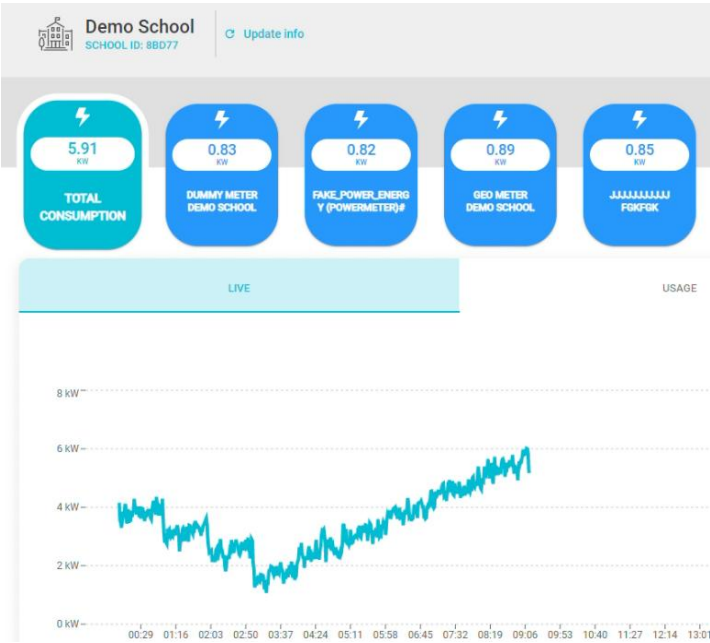 Demo School
SCHOOL ID: 8BD77
Update info
5.91
KW
TOTAL
CONSUMPTION
0.83
KW
DUMMY METER
DEMO SCHOOL
0.82
KW
FAKE_POWER_ENERG
Y (POWERMETER)#
0.89
KW
GEO METER
DEMO SCHOOL
0.85
KW
JJJJJJJJJJJ
FGKFGK
LIVE
USAGE
8 kW
6 kW
4 kW
2 kW
0 kW
00:29 01:16 02:03 02:50 03:37 04:24 05:11 05:58 06:45 07:32 08:19 09:06 09:53 10:40 11:27 12:14 13:01